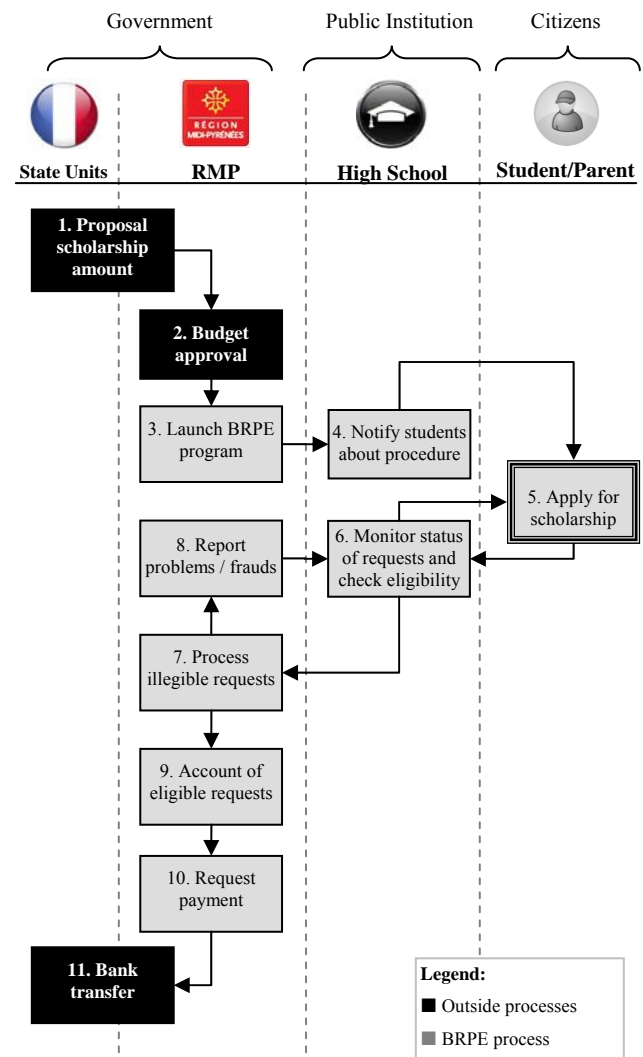 Government
Public Institution
Citizens
RÉGION
MIDI-PYRÉNÉES
State Units
RMP
High School
Student/Parent
1. Proposal
scholarship
amount
2. Budget
approval
3. Launch BRPE
program
4. Notify students
about procedure
5. Apply for
scholarship
6. Monitor status
of requests and
check eligibility
8. Report
problems / frauds
7. Process
illegible requests
9. Account of
eligible requests
10. Request
payment
11. Bank
transfer
Legend:
Outside processes
BRPE process